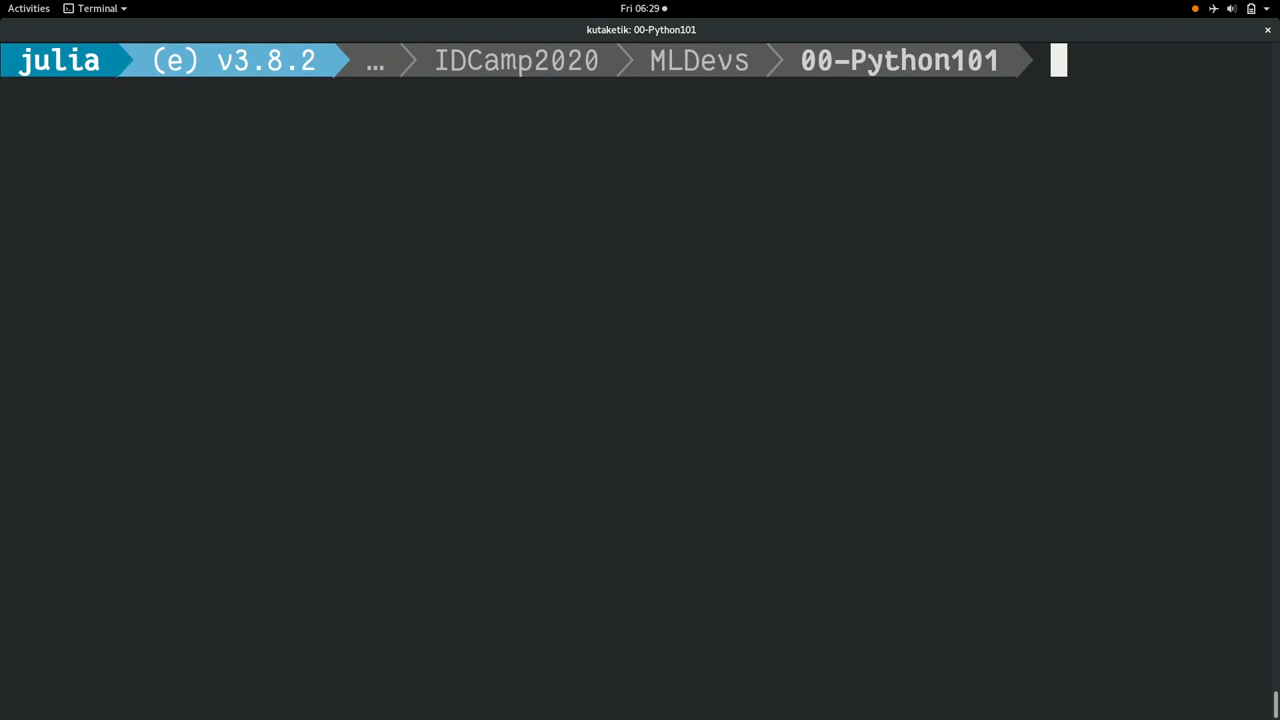 Activities Terminal Fri 06:29
kutaketik: 00-Python101
julia (e) v3.8.2 … IDCamp2020 MLDevs 00-Python101